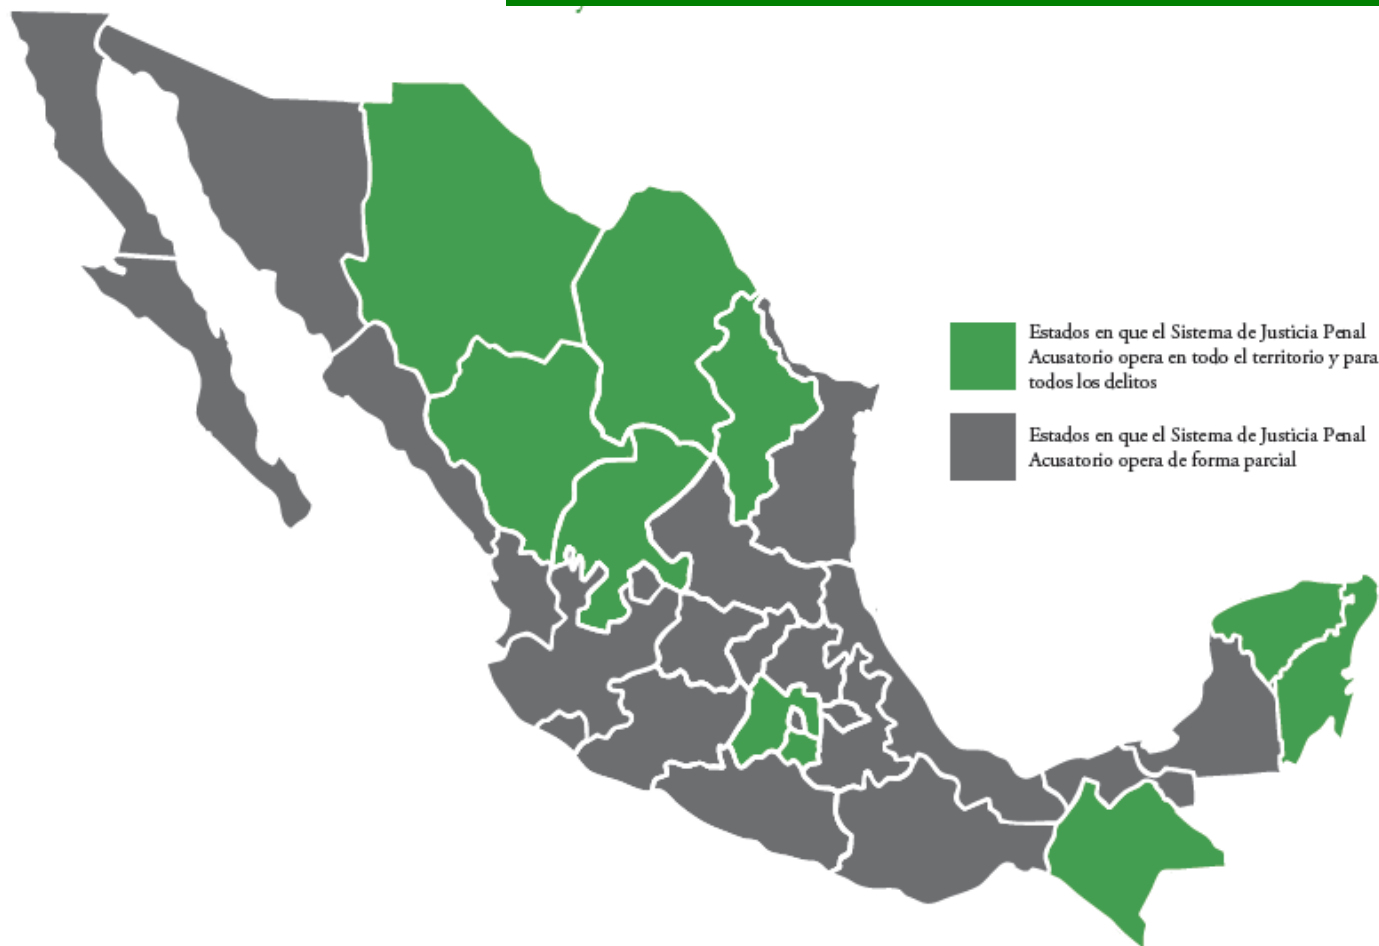 Estados en que el Sistema de Justicia Penal
Acusatorio opera en todo el territorio y para
todos los delitos
Estados en que el Sistema de Justicia Penal
Acusatorio opera de forma parcial